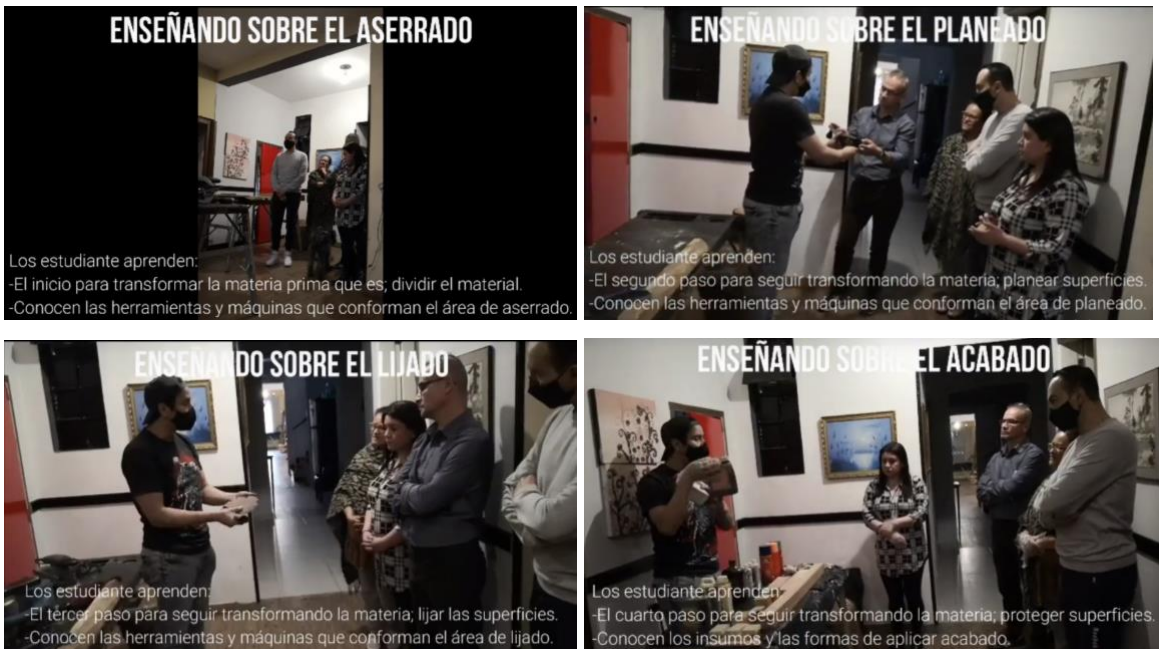 ENSEÑANDO SOBRE EL ASERRADO
Los estudiante aprenden:
-El inicio para transformar la materia prima que es; dividir el material.
-Conocen las herramientas y máquinas que conforman el área de aserrado.
ENSEÑANDO SOBRE EL PLANEADO
Los estudiante aprenden:
-El segundo paso para seguir transformando la materia; planear superficies.
-Conocen las herramientas y máquinas que conforman el área de planeado.
ENSEÑANDO SOBRE EL LIJADO
Los estudiante aprenden:
-El tercer paso para seguir transformando la materia; lijar las superficies.
-Conocen las herramientas y máquinas que conforman el área de lijado.
ENSEÑANDO SOBRE EL ACABADO
Los estudiante aprenden:
-El cuarto paso para seguir transformando la materia; proteger superficies.
-Conocen los insumos y las formas de aplicar acabado.